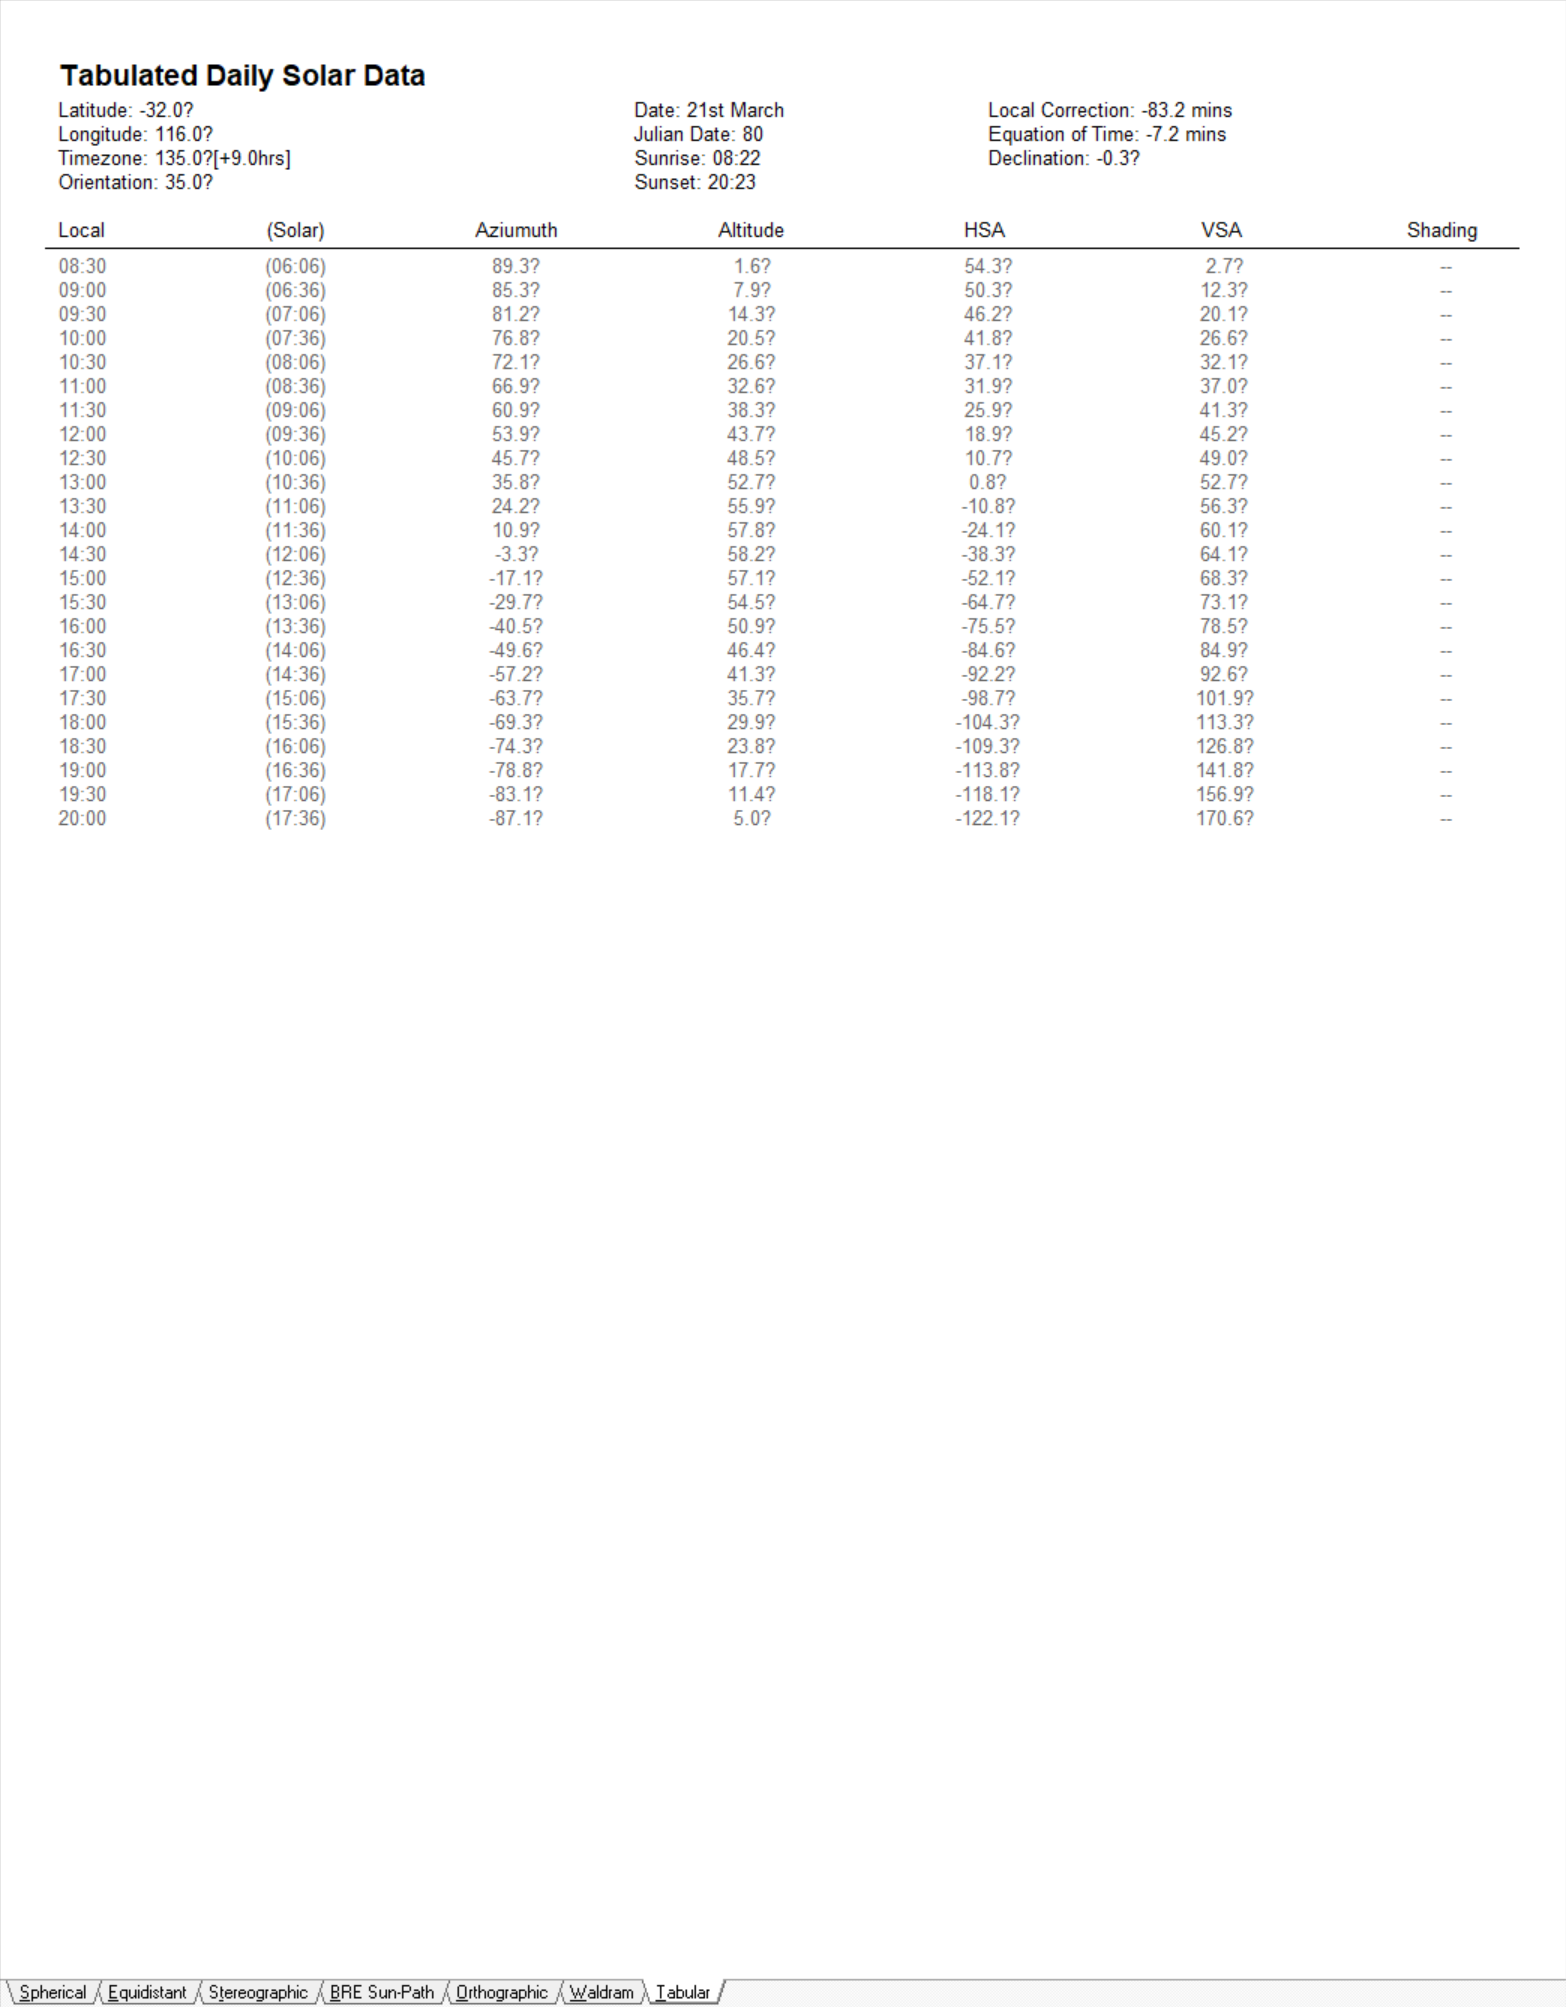 Tabulated Daily Solar Data
Latitude: -32.0? Date: 21st March Local Correction: -83.2 mins
Longitude: 116.0? Julian Date: 80 Equation of Time: -7.2 mins
Timezone: 135.0?[+9.0hrs] Sunrise: 08:22 Declination: -0.3?
Orientation: 35.0? Sunset: 20:23
Local (Solar) Aziumuth Altitude HSA VSA Shading
08:30 (06:06) 89.3? 1.6? 54.3? 2.7? --
09:00 (06:36) 85.3? 7.9? 50.3? 12.3? --
09:30 (07:06) 81.2? 14.3? 46.2? 20.1? --
10:00 (07:36) 76.8? 20.5? 41.8? 26.6? --
10:30 (08:06) 72.1? 26.6? 37.1? 32.1? --
11:00 (08:36) 66.9? 32.6? 31.9? 37.0? --
11:30 (09:06) 60.9? 38.3? 25.9? 41.3? --
12:00 (09:36) 53.9? 43.7? 18.9? 45.2? --
12:30 (10:06) 45.7? 48.5? 10.7? 49.0? --
13:00 (10:36) 35.8? 52.7? 0.8? 52.7? --
13:30 (11:06) 24.2? 55.9? -10.8? 56.3? --
14:00 (11:36) 10.9? 57.8? -24.1? 60.1? --
14:30 (12:06) -3.3? 58.2? -38.3? 64.1? --
15:00 (12:36) -17.1? 57.1? -52.1? 68.3? --
15:30 (13:06) -29.7? 54.5? -64.7? 73.1? --
16:00 (13:36) -40.5? 50.9? -75.5? 78.5? --
16:30 (14:06) -49.6? 46.4? -84.6? 84.9? --
17:00 (14:36) -57.2? 41.3? -92.2? 92.6? --
17:30 (15:06) -63.7? 35.7? -98.7? 101.9? --
18:00 (15:36) -69.3? 29.9? -104.3? 113.3? --
18:30 (16:06) -74.3? 23.8? -109.3? 126.8? --
19:00 (16:36) -78.8? 17.7? -113.8? 141.8? --
19:30 (17:06) -83.1? 11.4? -118.1? 156.9? --
20:00 (17:36) -87.1? 5.0? -122.1? 170.6? --
Spherical Equidistant Stereographic BRE Sun-Path Orthographic Waldram Tabular